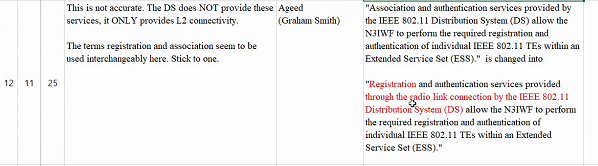 12
11
25
This is not accurate. The DS does NOT provide these
services, it ONLY provides L2 connectivity.
The terms registration and association seem to be
used interchangeably here. Stick to one.
Ageed
(Graham Smith)
"Association and authentication services provided by
the IEEE 802.11 Distribution System (DS) allow the
N3IWF to perform the required registration and
authentication of individual IEEE 802.11 TEs within an
Extended Service Set (ESS)."  is changed into
"Registration and authentication services provided
through the radio link connection by the IEEE 802.11
Distribution System (DS) allow the N3IWF to perform
the required registration and authentication of
individual IEEE 802.11 TEs within an Extended
Service Set (ESS)."